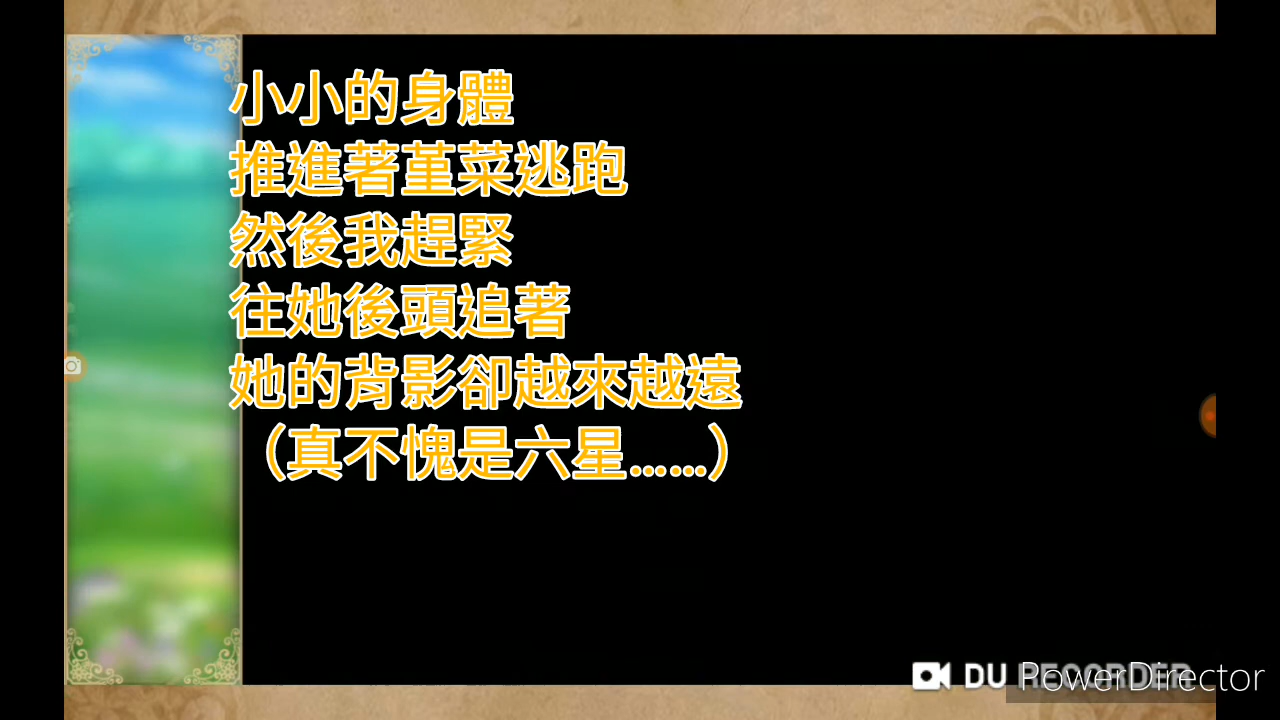 小小的身體
推進著菫菜逃跑
然後我趕緊
往她後頭追著
她的背影卻越來越遠
（真不愧是六星……）
DU RECORDER
PowerDirector